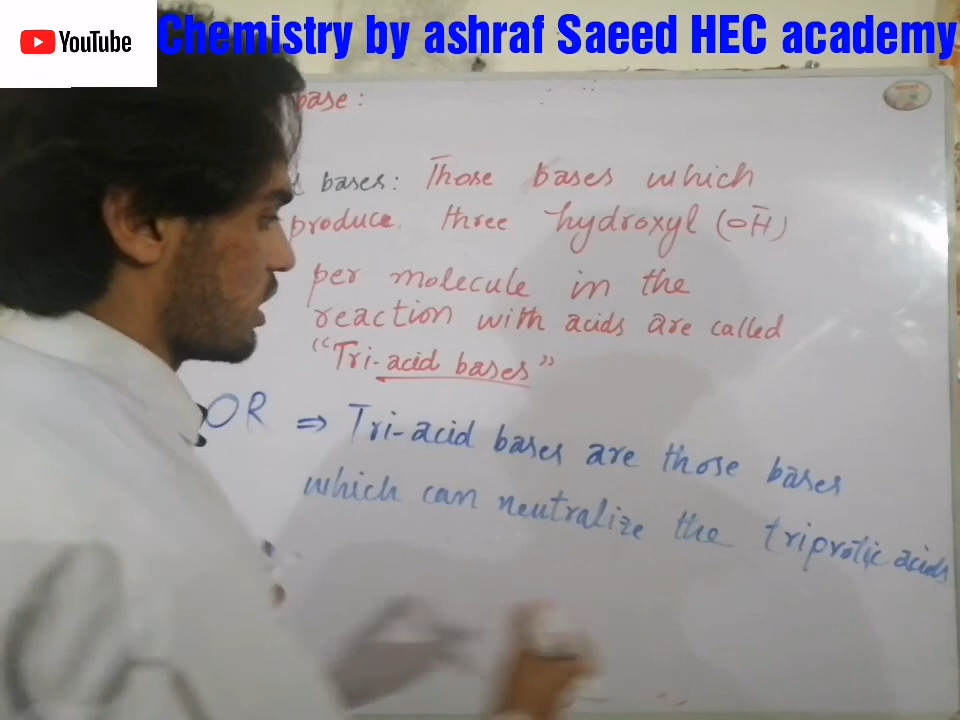 YouTube
Chemistry by ashraf Saeed HEC academy
base:
bases: Those bases which
produce. three hydroxyl (OH̄)
per molecule in the
reaction with acids are called
"Tri-acid bases"
OR ⇒ Tri-acid bases are those bases
which can neutralize the triprotic acids